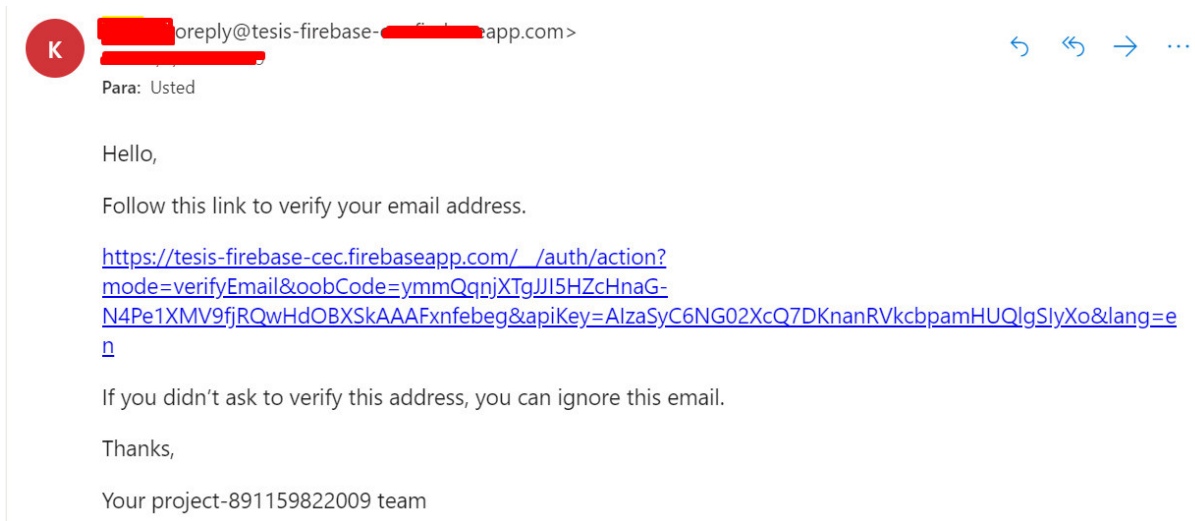 K
oreply@tesis-firebase-
eapp.com>
Para: Usted
Hello,
Follow this link to verify your email address.
https://tesis-firebase-cec.firebaseapp.com/__/auth/action?
mode=verifyEmail&oobCode=ymmQqnjXTgJJI5HZcHnaG-
N4Pe1XMV9fjRQwHdOBXSkAAAFxnfebeg&apiKey=AIzaSyC6NG02XcQ7DKnanRVkcbpamHUQlgSIyXo&lang=e
n
If you didn’t ask to verify this address, you can ignore this email.
Thanks,
Your project-891159822009 team